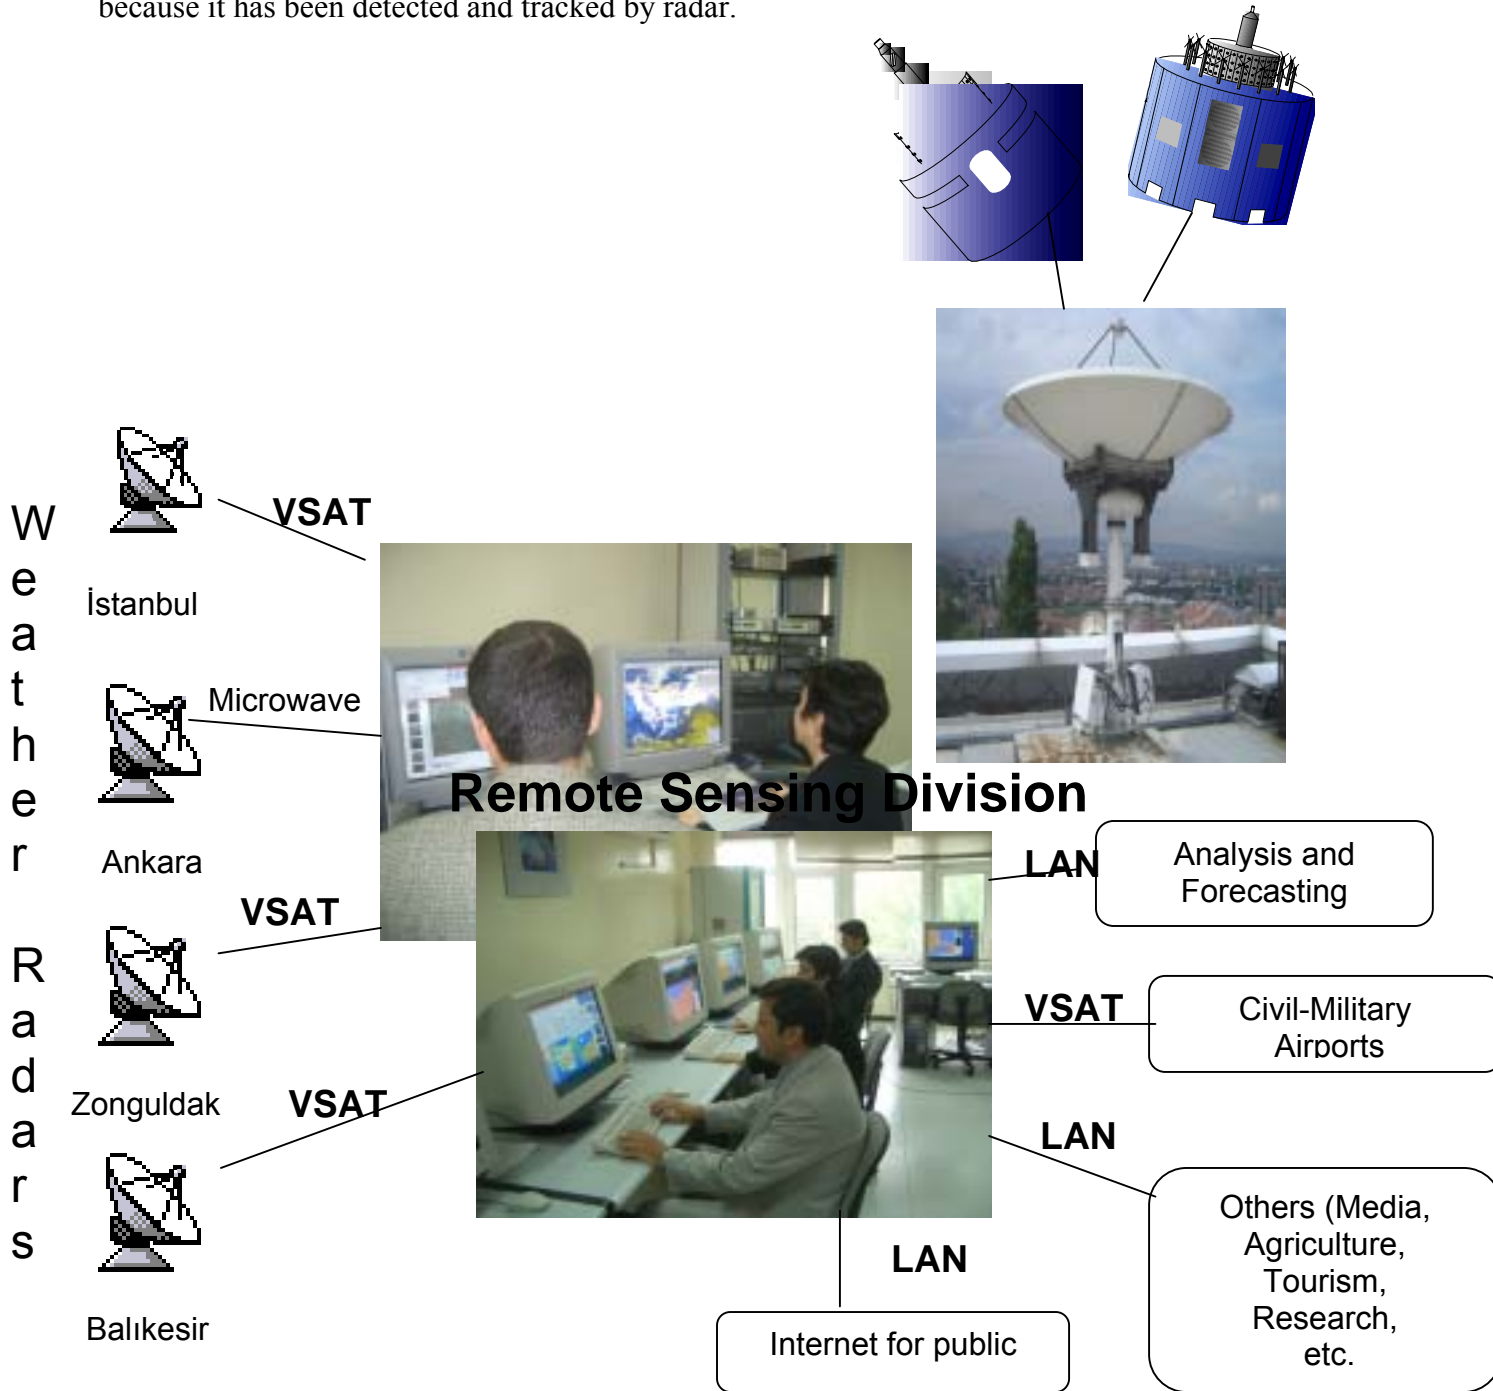 because it has been detected and tracked by radar.
VSAT
Weather Radars
İstanbul
Microwave
Remote Sensing Division
Ankara
LAN
Analysis and
Forecasting
VSAT
VSAT
Civil-Military
Airports
Zonguldak
VSAT
LAN
Others (Media,
Agriculture,
Tourism,
Research,
etc.
LAN
Balıkesir
Internet for public